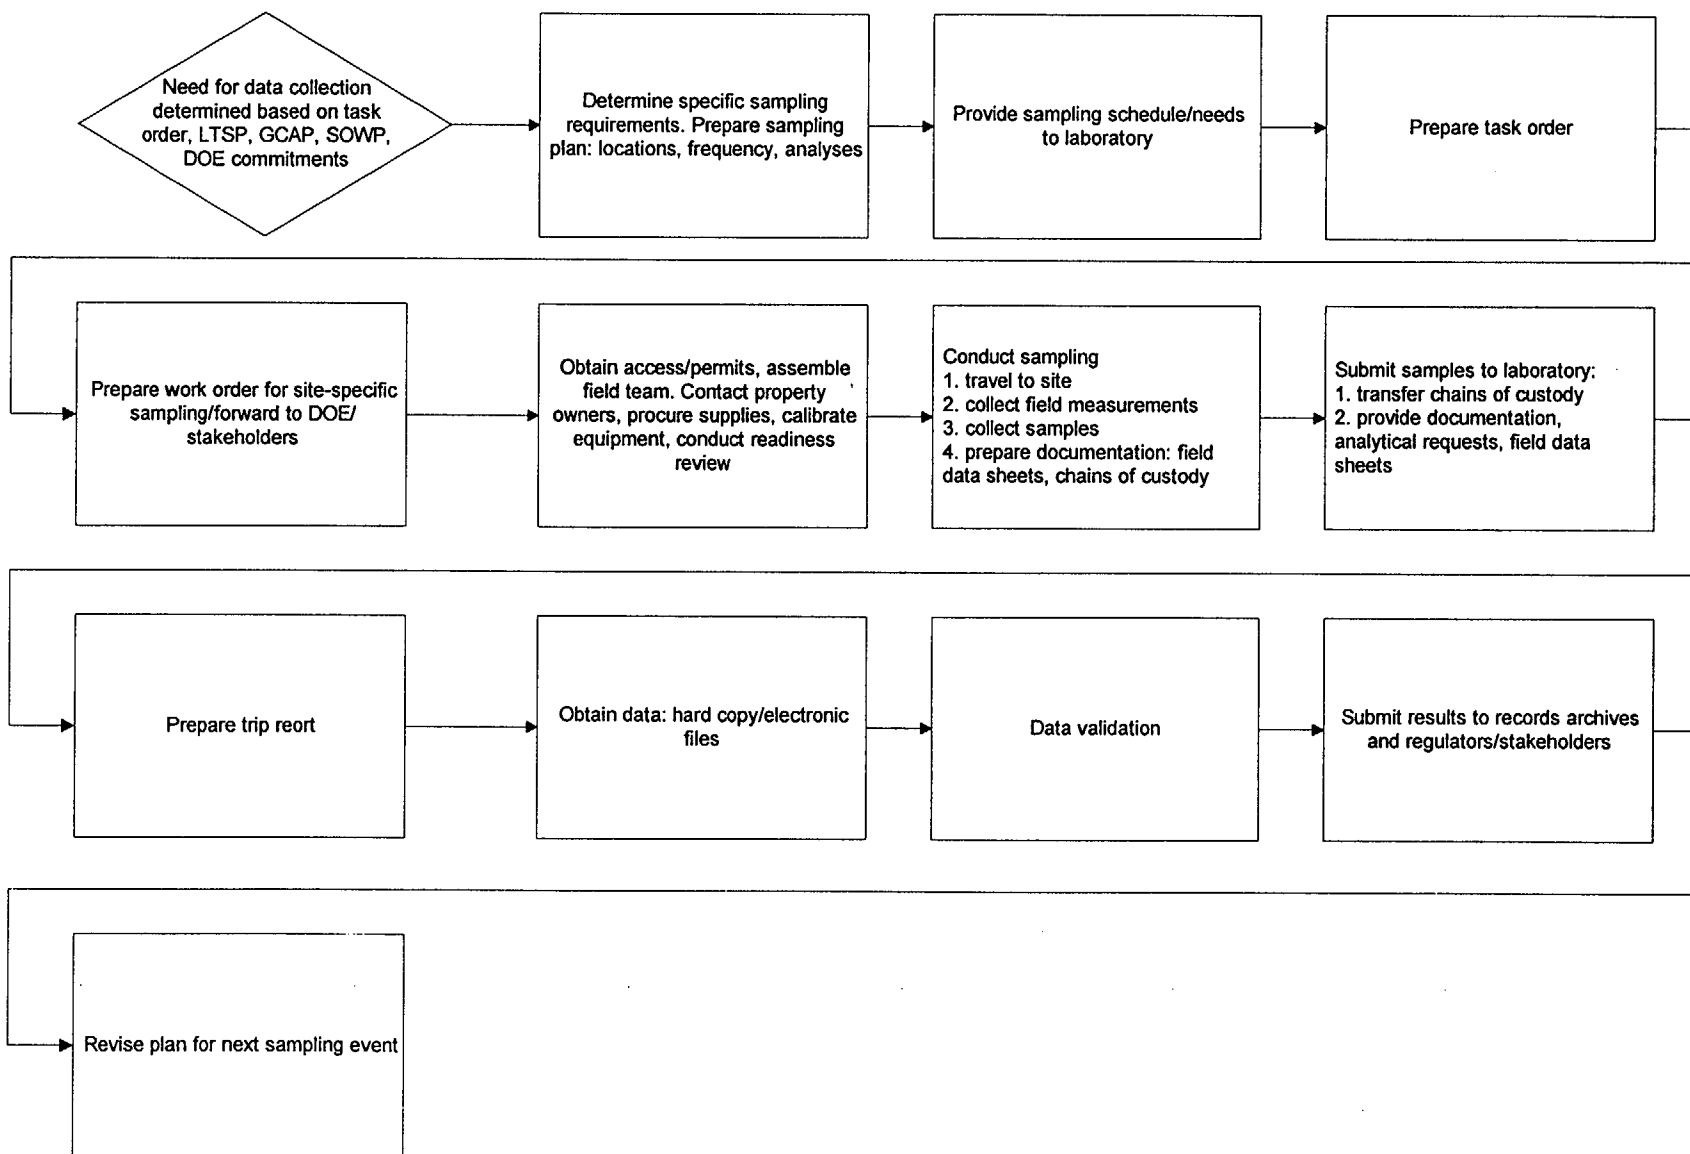 Need for data collection
determined based on task
order, LTSP, GCAP, SOWP,
DOE commitments
Determine specific sampling
requirements. Prepare sampling
plan: locations, frequency, analyses
Provide sampling schedule/needs
to laboratory
Prepare task order
Prepare work order for site-specific
sampling/forward to DOE/
stakeholders
Obtain access/permits, assemble
field team. Contact property
owners, procure supplies, calibrate
equipment, conduct readiness
review
Conduct sampling
1. travel to site
2. collect field measurements
3. collect samples
4. prepare documentation: field
data sheets, chains of custody
Submit samples to laboratory:
1. transfer chains of custody
2. provide documentation,
analytical requests, field data
sheets
Prepare trip reort
Obtain data: hard copy/electronic
files
Data validation
Submit results to records archives
and regulators/stakeholders
Revise plan for next sampling event